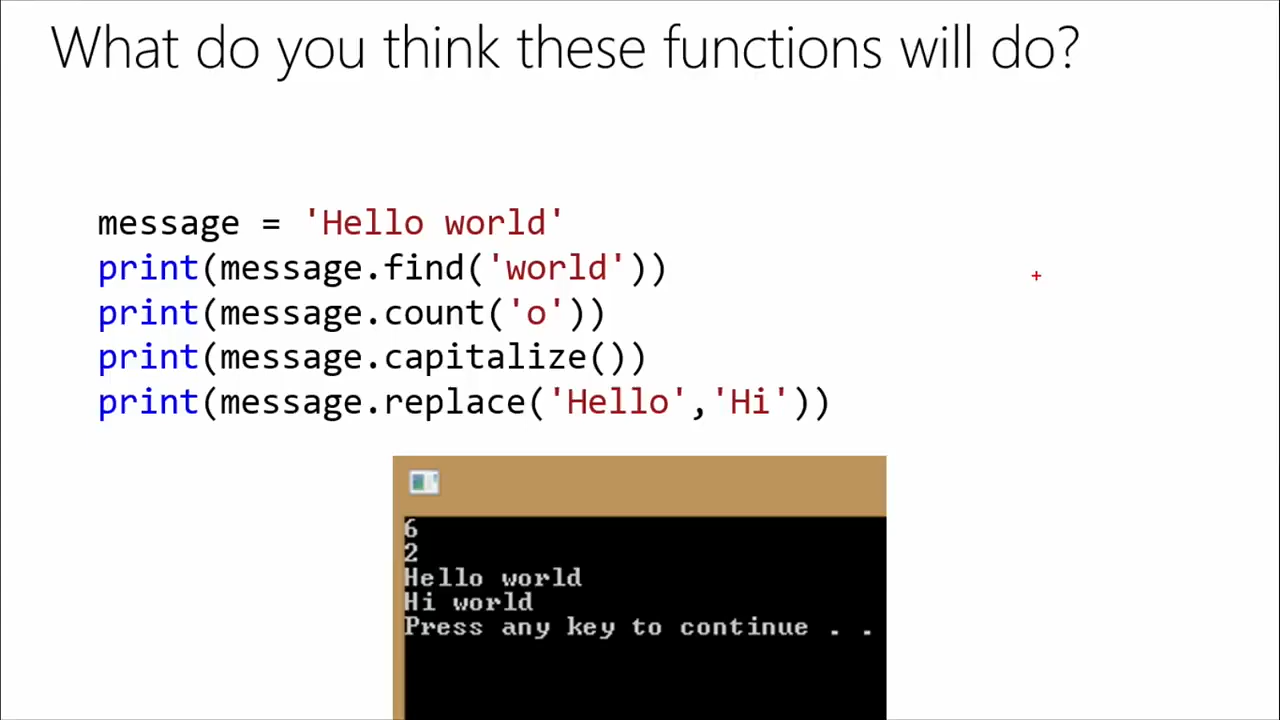 What do you think these functions will do?
message = 'Hello world'
print(message.find('world'))
print(message.count('o'))
print(message.capitalize())
print(message.replace('Hello','Hi'))
6
2
Hello world
Hi world
Press any key to continue . .